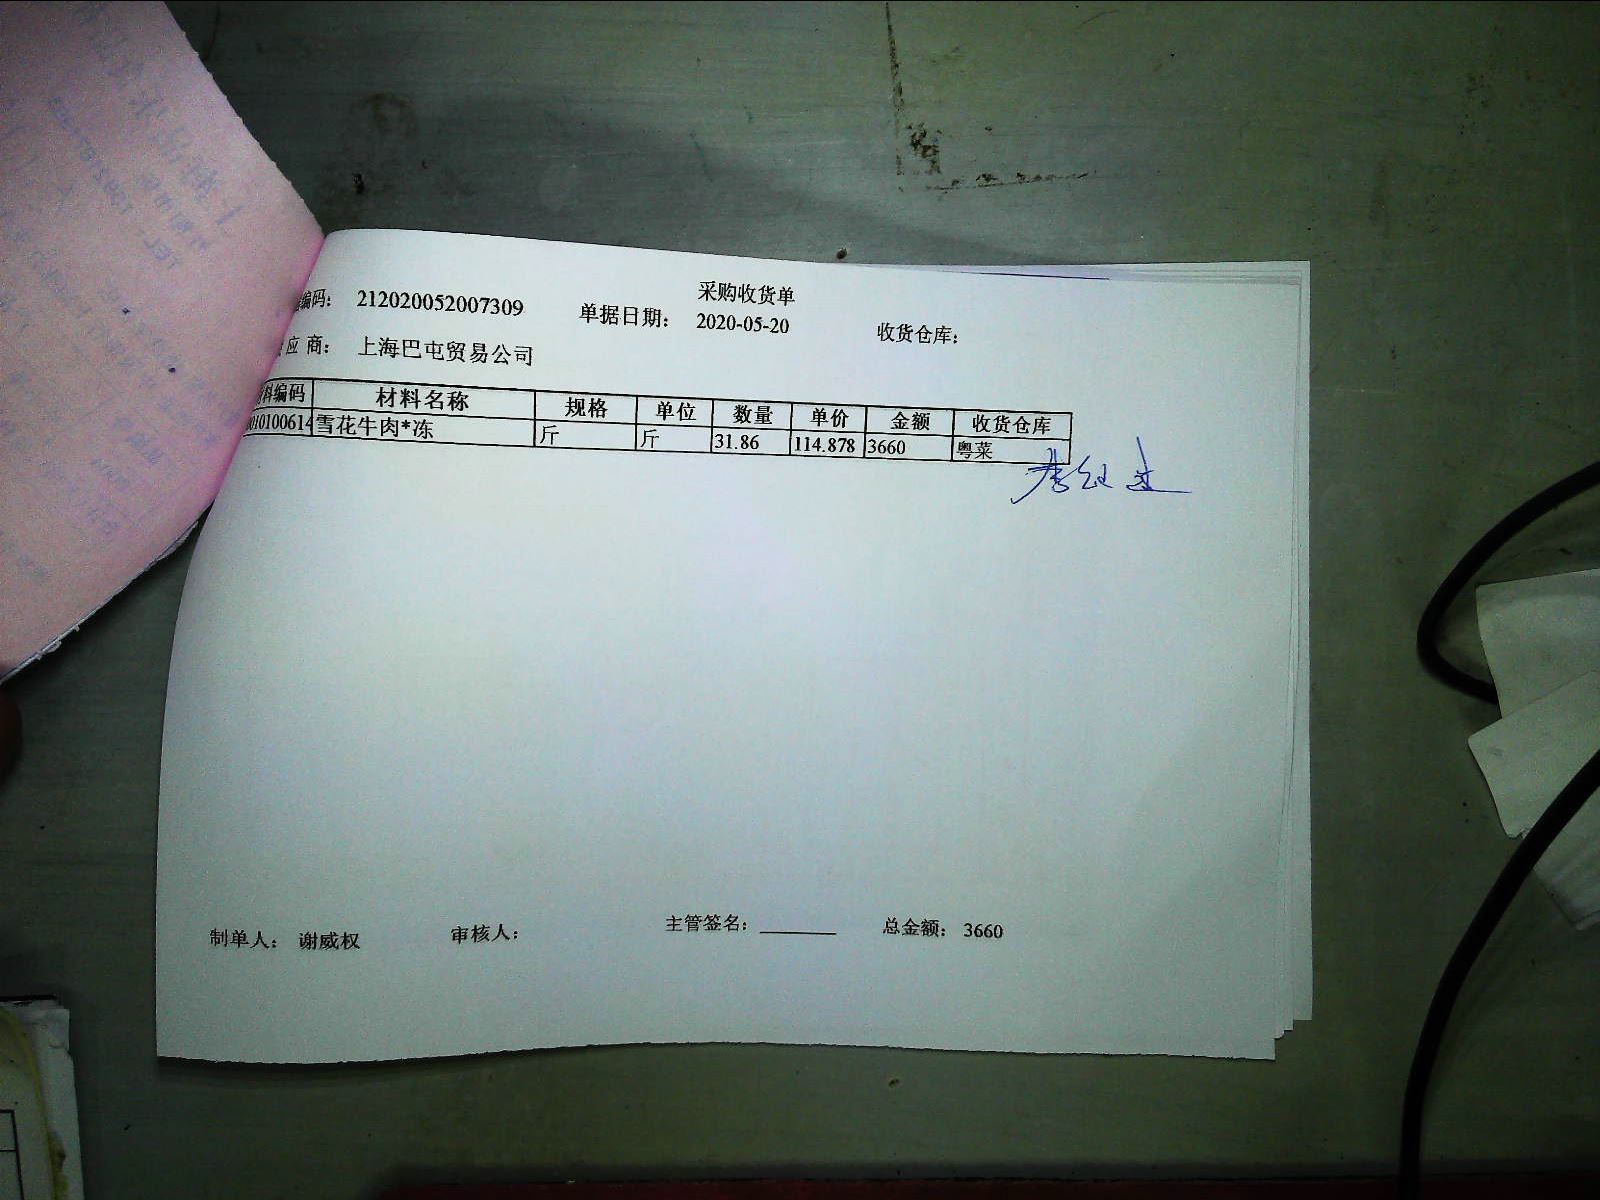 采购收货单
编码： 212020052007309 单据日期： 2020-05-20 收货仓库：
应 商： 上海巴屯贸易公司
料编码 材料名称 规格 单位 数量 单价 金额 收货仓库
010100614 雪花牛肉*冻 斤 斤 31.86 114.878 3660 粤菜
制单人： 谢威权 审核人： 主管签名： 总金额： 3660